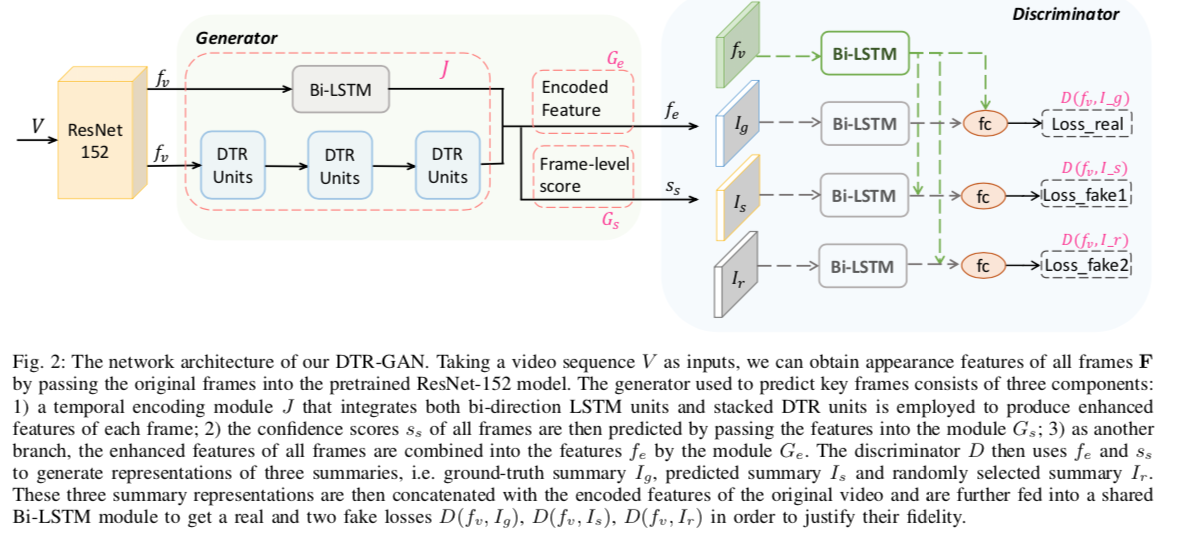 Generator
Discriminator
V
ResNet
152
f_v
f_v
Bi-LSTM
J
DTR
Units
DTR
Units
DTR
Units
G_e
Encoded
Feature
Frame-level
score
G_s
f_e
s_s
f_v
Bi-LSTM
I_g
Bi-LSTM
fc
D(f_v,I_g)
Loss_real
I_s
Bi-LSTM
fc
D(f_v,I_s)
Loss_fake1
I_r
Bi-LSTM
fc
D(f_v,I_r)
Loss_fake2
Fig. 2: The network architecture of our DTR-GAN. Taking a video sequence V as inputs, we can obtain appearance features of all frames F
by passing the original frames into the pretrained ResNet-152 model. The generator used to predict key frames consists of three components:
1) a temporal encoding module J that integrates both bi-direction LSTM units and stacked DTR units is employed to produce enhanced
features of each frame; 2) the confidence scores s_s of all frames are then predicted by passing the features into the module G_s; 3) as another
branch, the enhanced features of all frames are combined into the features f_e by the module G_e. The discriminator D then uses f_e and s_s
to generate representations of three summaries, i.e. ground-truth summary I_g, predicted summary I_s and randomly selected summary I_r.
These three summary representations are then concatenated with the encoded features of the original video and are further fed into a shared
Bi-LSTM module to get a real and two fake losses D(f_v, I_g), D(f_v, I_s), D(f_v, I_r) in order to justify their fidelity.